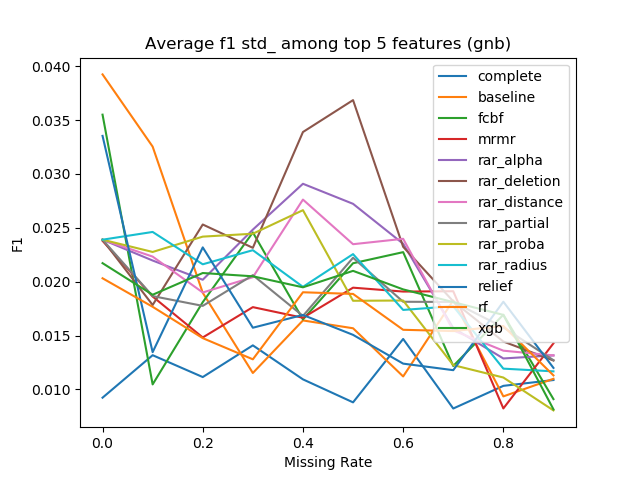 Average f1 std_ among top 5 features (gnb)
0.040
0.035
0.030
0.025
0.020
0.015
0.010
F1
0.0
0.2
0.4
0.6
0.8
Missing Rate
complete
baseline
fcbf
mrmr
rar_alpha
rar_deletion
rar_distance
rar_partial
rar_proba
rar_radius
relief
rf
xgb